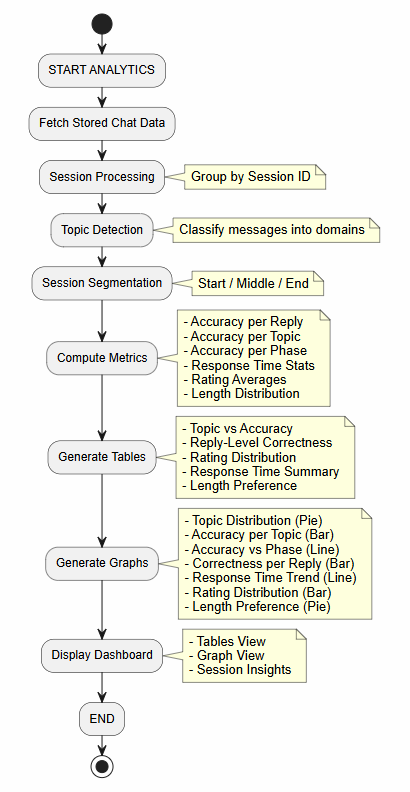 START ANALYTICS
Fetch Stored Chat Data
Session Processing
Group by Session ID
Topic Detection
Classify messages into domains
Session Segmentation
Start / Middle / End
Compute Metrics
- Accuracy per Reply
- Accuracy per Topic
- Accuracy per Phase
- Response Time Stats
- Rating Averages
- Length Distribution
Generate Tables
- Topic vs Accuracy
- Reply-Level Correctness
- Rating Distribution
- Response Time Summary
- Length Preference
Generate Graphs
- Topic Distribution (Pie)
- Accuracy per Topic (Bar)
- Accuracy vs Phase (Line)
- Correctness per Reply (Bar)
- Response Time Trend (Line)
- Rating Distribution (Bar)
- Length Preference (Pie)
Display Dashboard
- Tables View
- Graph View
- Session Insights
END